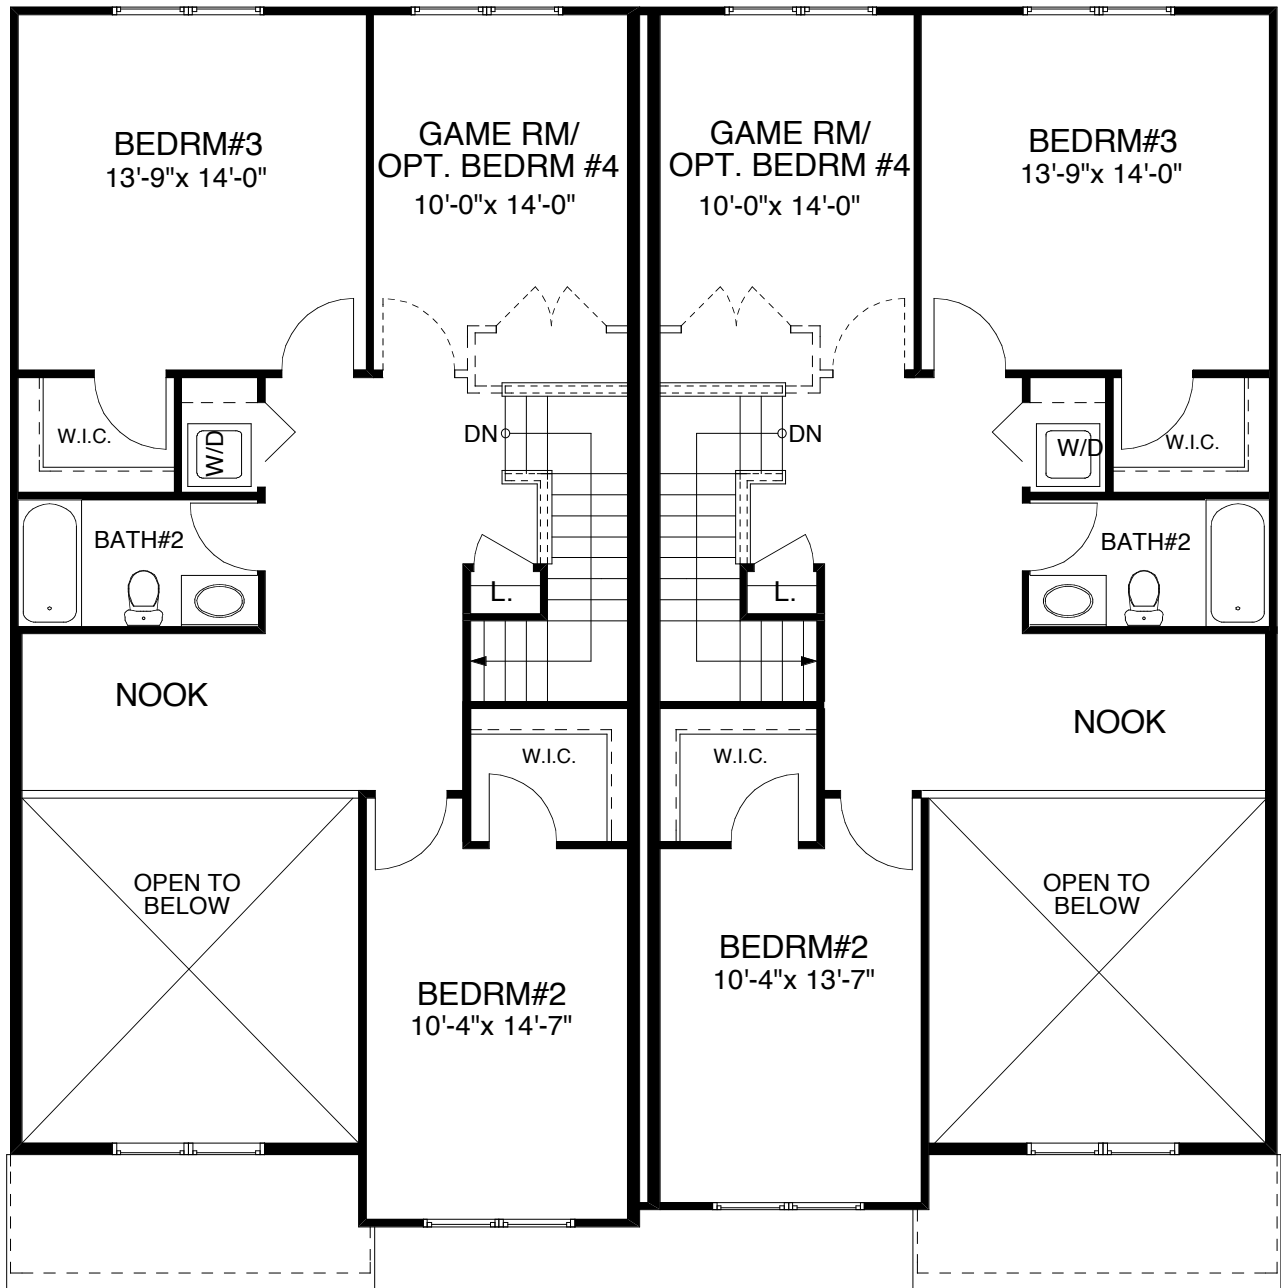 BEDRM#3
13'-9"x 14'-0"
GAME RM/
OPT. BEDRM #4
10'-0"x 14'-0"
GAME RM/
OPT. BEDRM #4
10'-0"x 14'-0"
BEDRM#3
13'-9"x 14'-0"
W.I.C.
W/D
DN
DN
W/D
W.I.C.
BATH#2
BATH#2
L.
L.
NOOK
NOOK
W.I.C.
W.I.C.
OPEN TO
BELOW
OPEN TO
BELOW
BEDRM#2
10'-4"x 14'-7"
BEDRM#2
10'-4"x 13'-7"